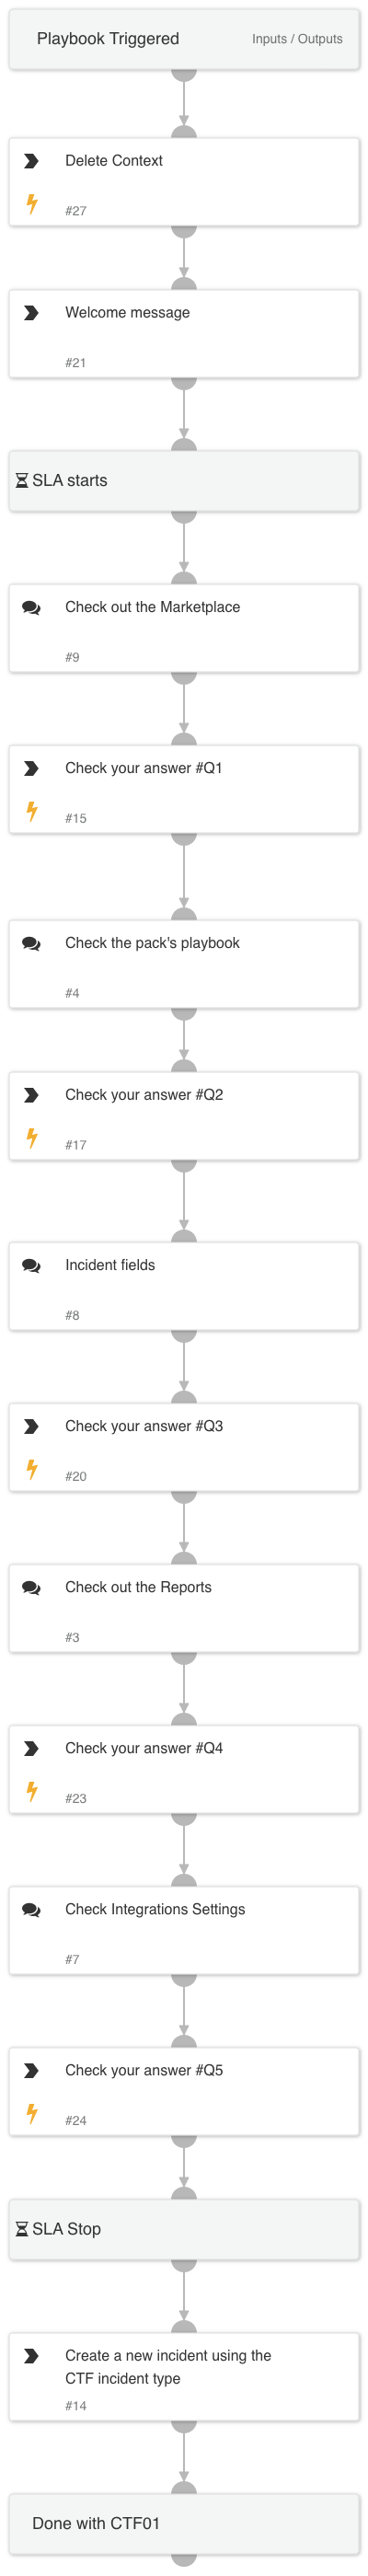 Playbook Triggered Inputs / Outputs
Delete Context
#27
Welcome message
#21
SLA starts
Check out the Marketplace
#9
Check your answer #Q1
#15
Check the pack's playbook
#4
Check your answer #Q2
#17
Incident fields
#8
Check your answer #Q3
#20
Check out the Reports
#3
Check your answer #Q4
#23
Check Integrations Settings
#7
Check your answer #Q5
#24
SLA Stop
Create a new incident using the
CTF incident type
#14
Done with CTF01